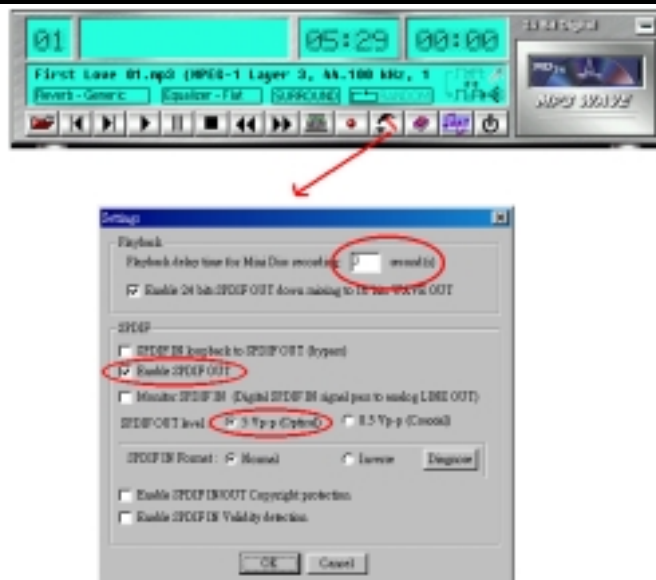 01 05:29 00:00
First Love 01.mp3 (MPEG-1 Layer 3, 44.100 kHz, 1
Reverb - Generic Equalizer - Flat SURROUND RANDOM
MP3 WAVE
Settings
Playback
Playback delay time for Mini Disc recording: second(s)
Enable 24 bits SPDIF OUT down mixing to 16 bits WAVE OUT
SPDIF
SPDIF IN loopback to SPDIF OUT (bypass)
Enable SPDIF OUT
Monitor SPDIF IN (Digital SPDIF IN signal pass to analog LINE OUT)
SPDIF OUT level: 5 Vp-p (Optical) 0.5 Vp-p (Coaxial)
SPDIF IN Format: Normal Inverse Diagnose
Enable SPDIF IN/OUT Copyright protection.
Enable SPDIF IN Validity detection.
OK Cancel